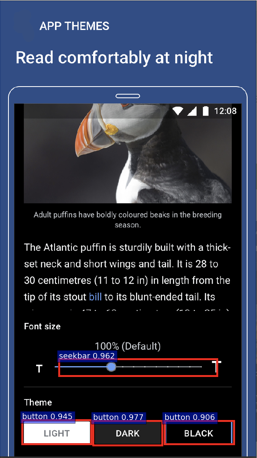 APP THEMES
Read comfortably at night
12:08
Adult puffins have boldly coloured beaks in the breeding
season.
The Atlantic puffin is sturdily built with a thick-
set neck and short wings and tail. It is 28 to
30 centimetres (11 to 12 in) in length from the
tip of its stout bill to its blunt-ended tail. Its
Font size
100% (Default)
seekbar 0.962
T T
Theme
button 0.945 button 0.977 button 0.906
LIGHT DARK BLACK